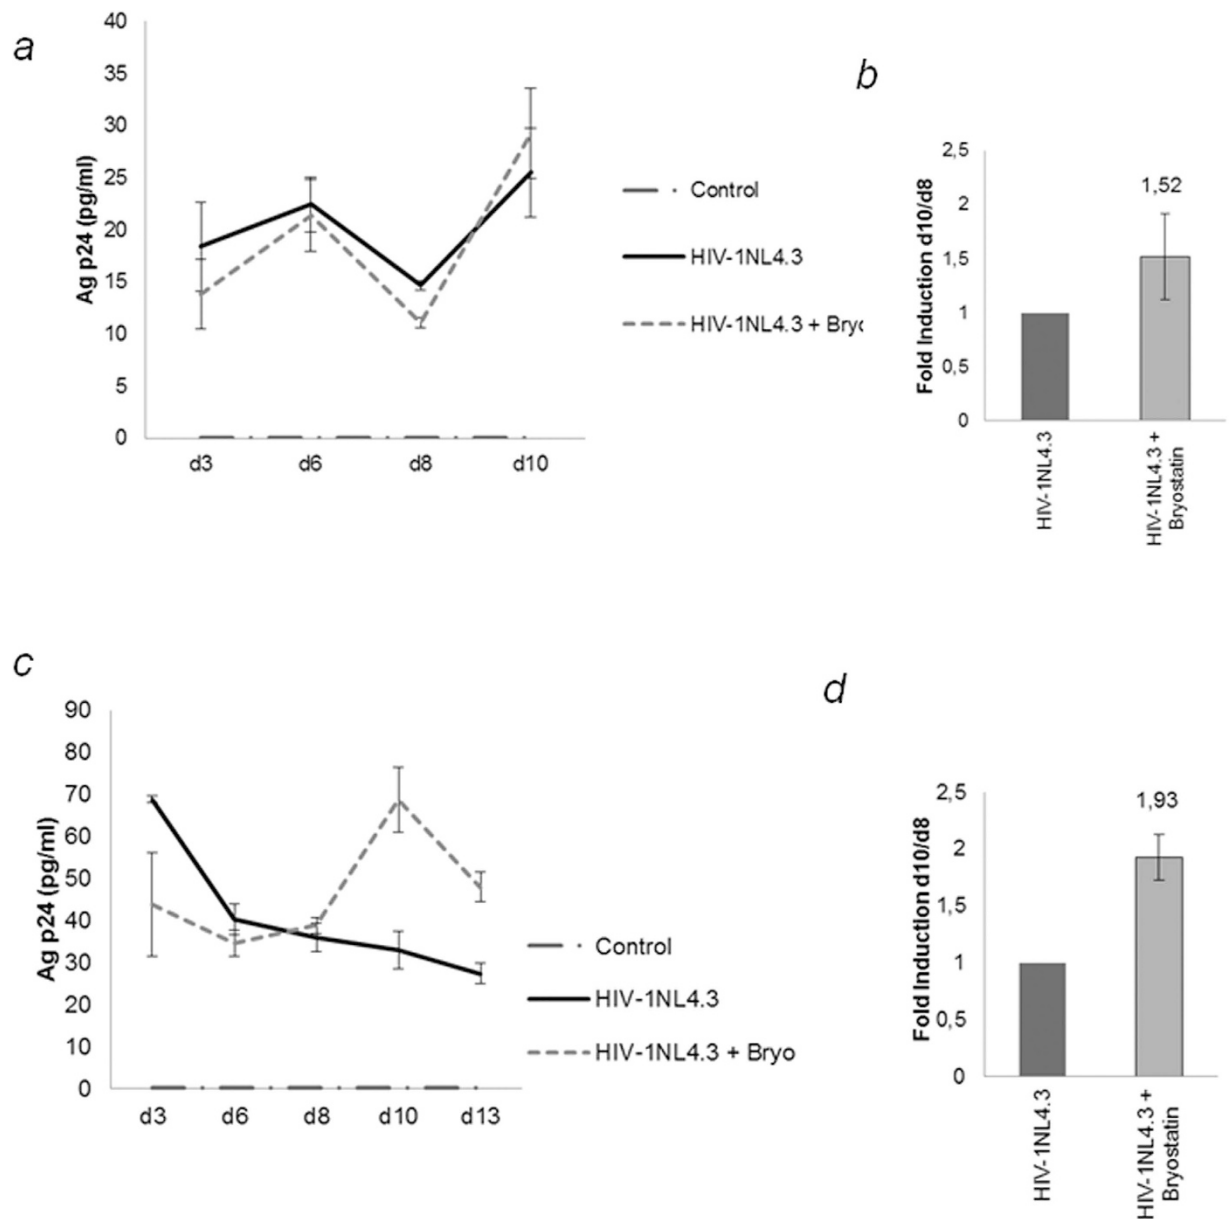 a
40
35
30
25
20
15
10
5
0
Ag p24 (pg/ml)
d3 d6 d8 d10
Control
HIV-1NL4.3
HIV-1NL4.3 + Bryo
b
2,5
2
1,5
1
0,5
0
Fold Induction d10/d8
1,52
HIV-1NL4.3
HIV-1NL4.3 +
Bryostatin
c
90
80
70
60
50
40
30
20
10
0
Ag p24 (pg/ml)
d3 d6 d8 d10 d13
Control
HIV-1NL4.3
HIV-1NL4.3 + Bryo
d
2,5
2
1,5
1
0,5
0
Fold Induction d10/d8
1,93
HIV-1NL4.3
HIV-1NL4.3 +
Bryostatin